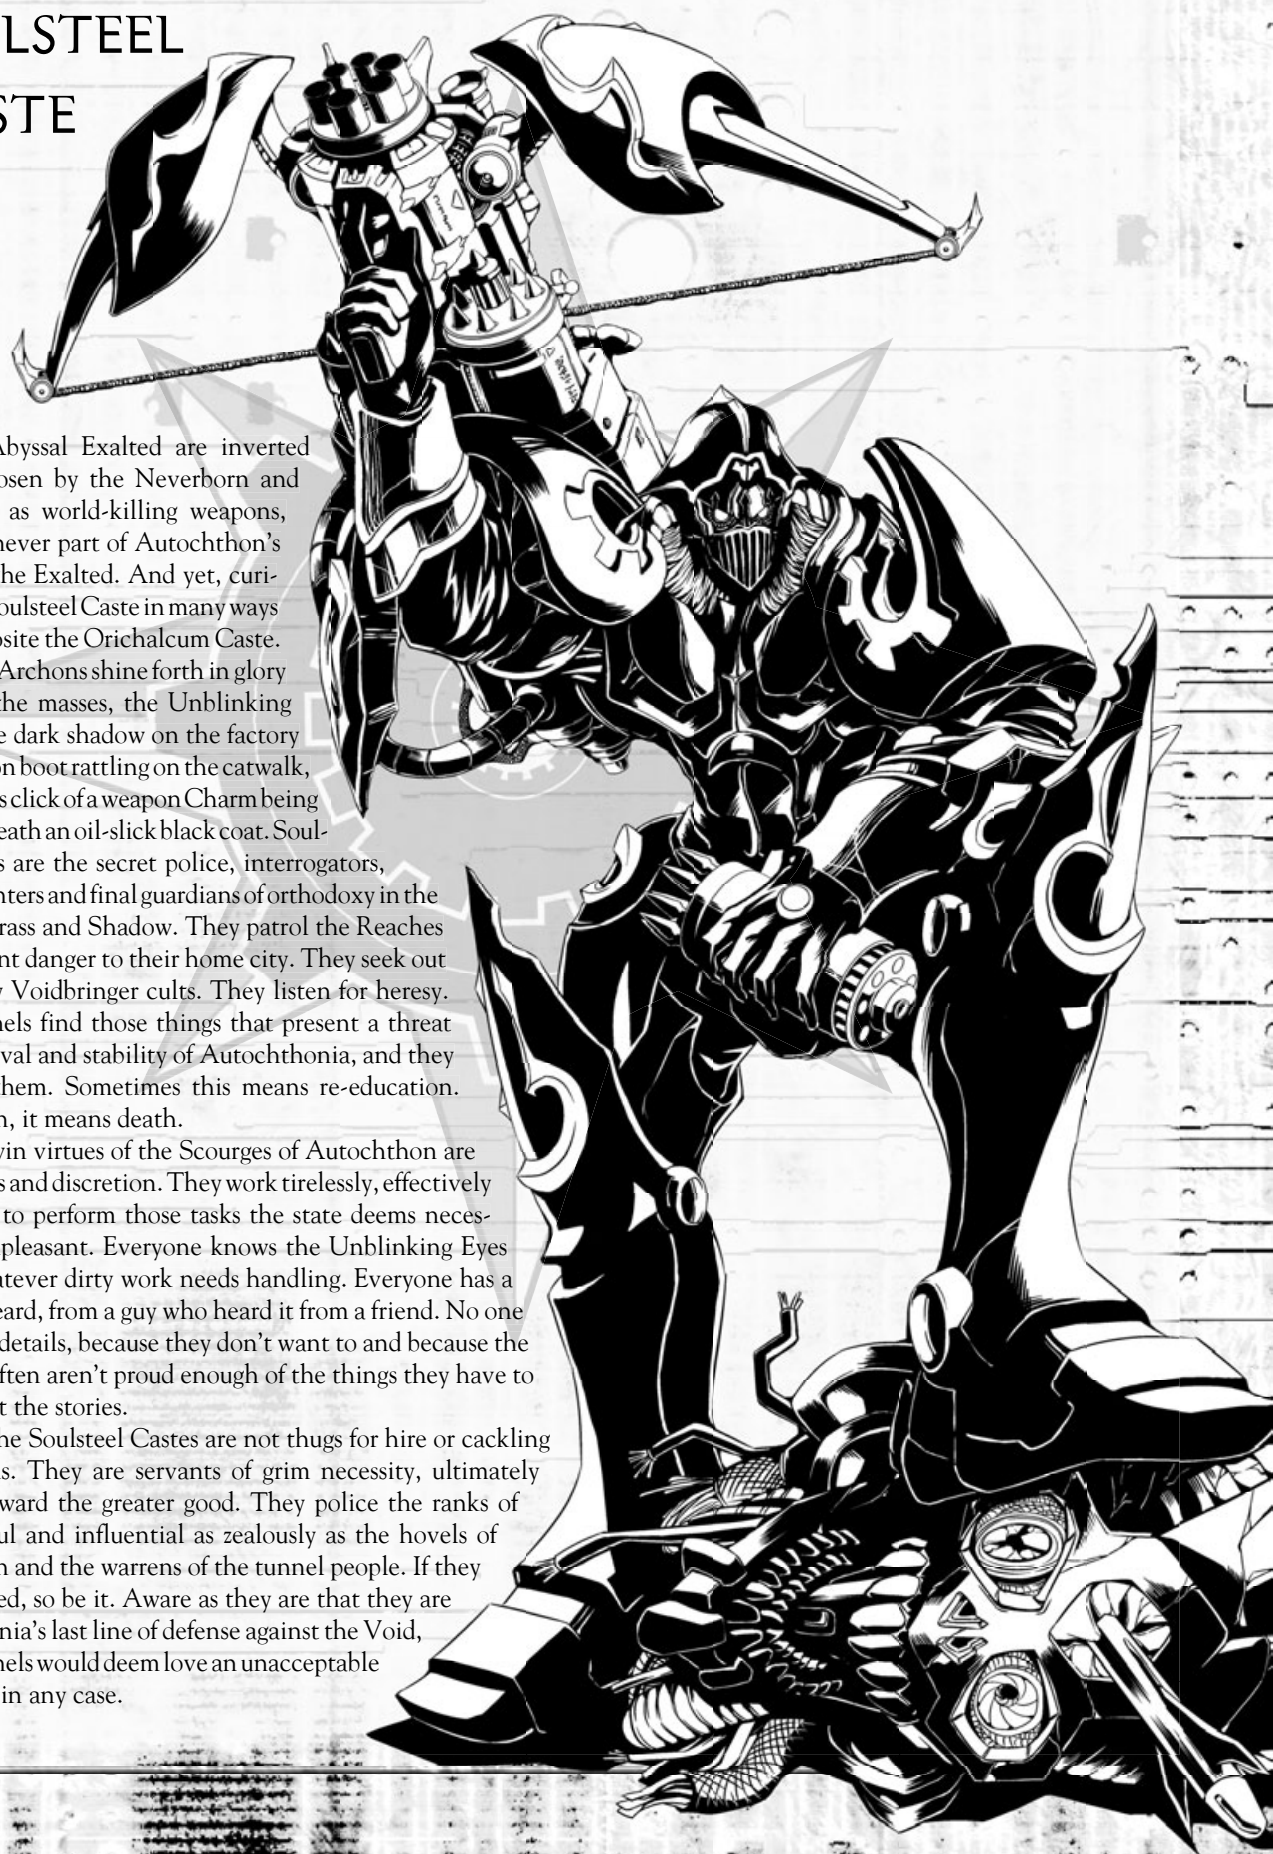 LSTEEL
STE
Abyssal Exalted are inverted
osen by the Neverborn and
as world-killing weapons,
never part of Autochthon's
he Exalted. And yet, curi-
oulsteel Caste in many ways
posite the Orichalcum Caste.
Archons shine forth in glory
the masses, the Unblinking
e dark shadow on the factory
on boot rattling on the catwalk,
s click of a weapon Charm being
eath an oil-slick black coat. Soul-
s are the secret police, interrogators,
nters and final guardians of orthodoxy in the
rass and Shadow. They patrol the Reaches
nt danger to their home city. They seek out
y Voidbringer cults. They listen for heresy.
nels find those things that present a threat
val and stability of Autochthonia, and they
hem. Sometimes this means re-education.
n, it means death.
win virtues of the Scourges of Autochthon are
s and discretion. They work tirelessly, effectively
to perform those tasks the state deems neces-
pleasant. Everyone knows the Unblinking Eyes
atever dirty work needs handling. Everyone has a
eard, from a guy who heard it from a friend. No one
details, because they don't want to and because the
ften aren't proud enough of the things they have to
t the stories.
he Soulsteel Castes are not thugs for hire or cackling
s. They are servants of grim necessity, ultimately
ward the greater good. They police the ranks of
ul and influential as zealously as the hovels of
n and the warrens of the tunnel people. If they
ed, so be it. Aware as they are that they are
nia's last line of defense against the Void,
nels would deem love an unacceptable
in any case.